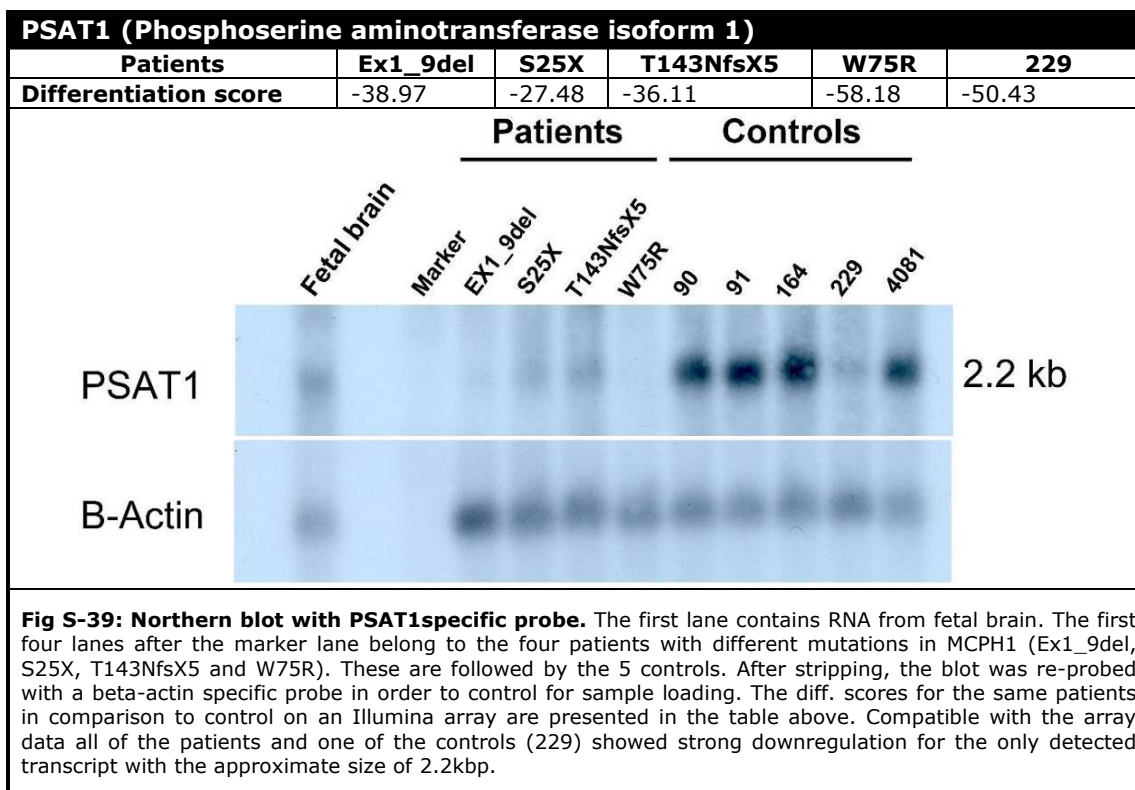 PSAT1 (Phosphoserine aminotransferase isoform 1)
Patients Ex1_9del S25X T143NfsX5 W75R 229
Differentiation score -38.97 -27.48 -36.11 -58.18 -50.43
Patients Controls
Fetal brain Marker EX1_9del S25X T143NfsX5 W75R 90 91 164 229 4081
PSAT1 2.2 kb
B-Actin
Fig S-39: Northern blot with PSAT1specific probe. The first lane contains RNA from fetal brain. The first
four lanes after the marker lane belong to the four patients with different mutations in MCPH1 (Ex1_9del,
S25X, T143NfsX5 and W75R). These are followed by the 5 controls. After stripping, the blot was re-probed
with a beta-actin specific probe in order to control for sample loading. The diff. scores for the same patients
in comparison to control on an Illumina array are presented in the table above. Compatible with the array
data all of the patients and one of the controls (229) showed strong downregulation for the only detected
transcript with the approximate size of 2.2kbp.